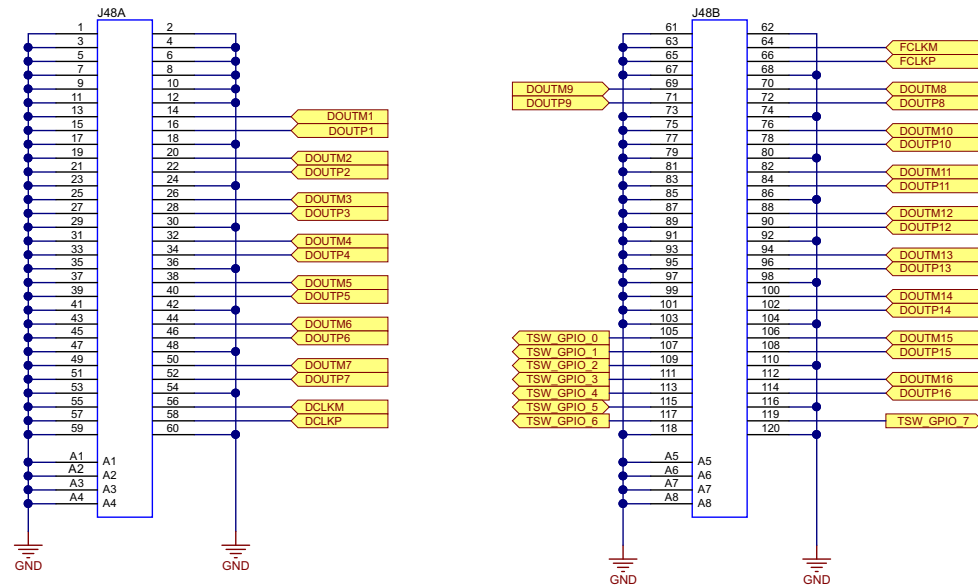 J48A J48B
1 2 61 62
3 4 63 64 FCLKM
5 6 65 66 FCLKP
7 8 67 68
9 10 DOUTM9 69 70 DOUTM8
11 12 DOUTP9 71 72 DOUTP8
13 14 DOUTM1 73 74
15 16 DOUTP1 75 76 DOUTM10
17 18 77 78 DOUTP10
19 20 DOUTM2 79 80
21 22 DOUTP2 81 82 DOUTM11
23 24 83 84 DOUTP11
25 26 DOUTM3 85 86
27 28 DOUTP3 87 88 DOUTM12
29 30 89 90 DOUTP12
31 32 DOUTM4 91 92
33 34 DOUTP4 93 94 DOUTM13
35 36 95 96 DOUTP13
37 38 DOUTM5 97 98
39 40 DOUTP5 99 100 DOUTM14
41 42 101 102 DOUTP14
43 44 DOUTM6 103 104
45 46 DOUTP6 TSW_GPIO_0 105 106 DOUTM15
47 48 TSW_GPIO_1 107 108 DOUTP15
49 50 DOUTM7 TSW_GPIO_2 109 110
51 52 DOUTP7 TSW_GPIO_3 111 112 DOUTM16
53 54 TSW_GPIO_4 113 114 DOUTP16
55 56 DCLKM TSW_GPIO_5 115 116
57 58 DCLKP TSW_GPIO_6 117 119 TSW_GPIO_7
59 60 118 120
A1 A1 A5 A5
A2 A2 A6 A6
A3 A3 A7 A7
A4 A4 A8 A8
GND GND GND GND